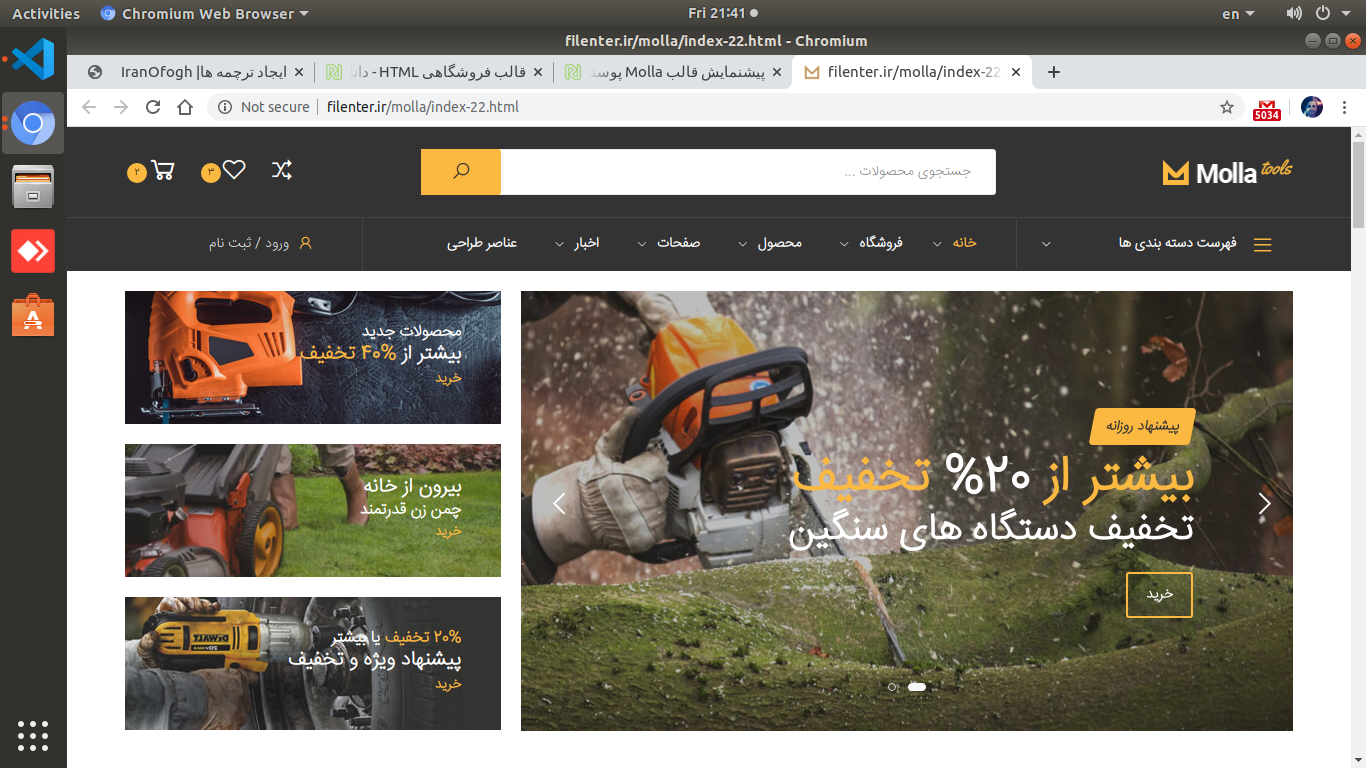 Activities
Chromium Web Browser
Fri 21:41
en
filenter.ir/molla/index-22.html - Chromium
ایجاد ترجمه ها| IranOfogh
قالب فروشگاهی HTML - دانا
پیشنمایش قالب Molla پوسته
filenter.ir/molla/index-22
Not secure
filenter.ir/molla/index-22.html
5034
Molla tools
جستجوی محصولات ...
۳
۲
فهرست دسته بندی ها
خانه
فروشگاه
محصول
صفحات
اخبار
عناصر طراحی
ورود / ثبت نام
پیشنهاد روزانه
بیشتر از ۲۰% تخفیف
تخفیف دستگاه های سنگین
خرید
محصولات جدید
بیشتر از ۴۰% تخفیف
خرید
بیرون از خانه
چمن زن قدرتمند
خرید
۲۰% تخفیف یا بیشتر
پیشنهاد ویژه و تخفیف
خرید
DEWALT